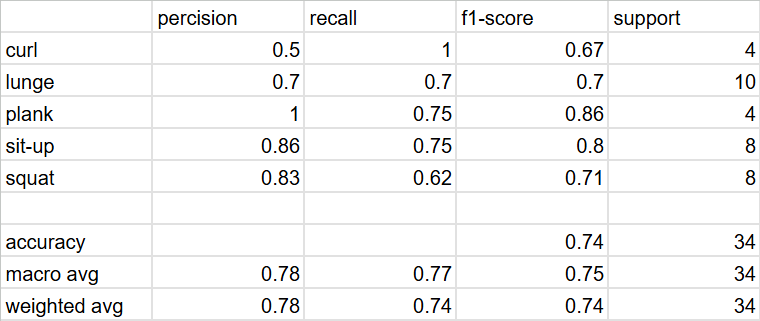 percision recall f1-score support
curl 0.5 1 0.67 4
lunge 0.7 0.7 0.7 10
plank 1 0.75 0.86 4
sit-up 0.86 0.75 0.8 8
squat 0.83 0.62 0.71 8
accuracy 0.74 34
macro avg 0.78 0.77 0.75 34
weighted avg 0.78 0.74 0.74 34